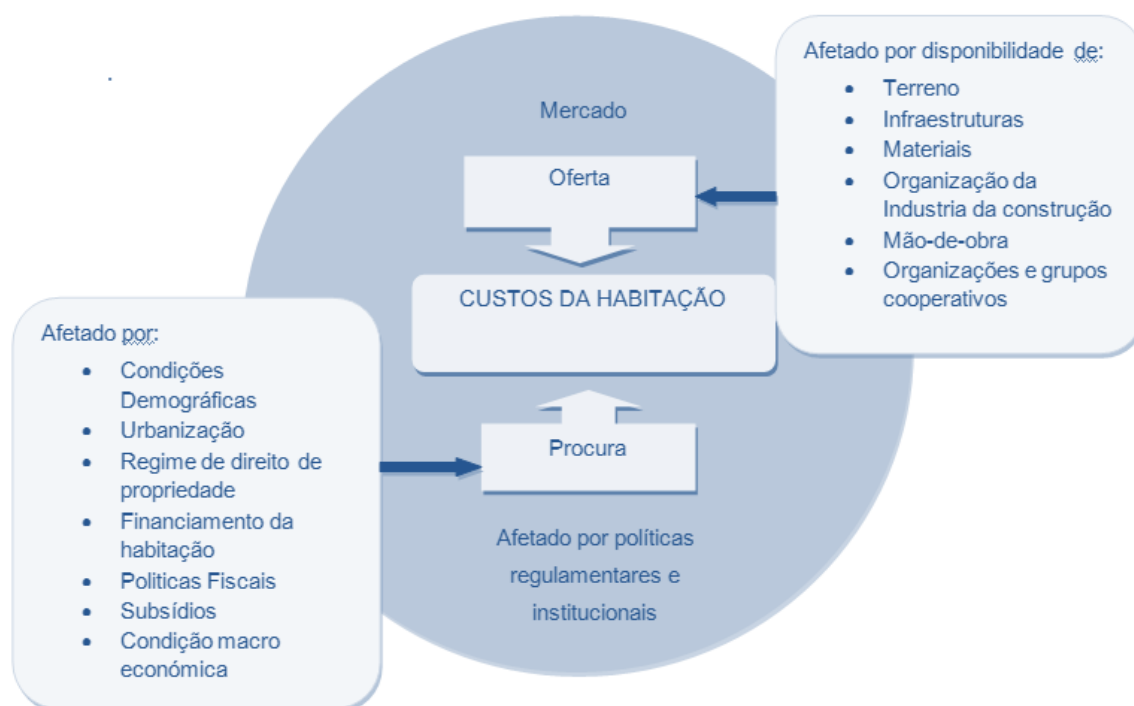 Mercado
Oferta
CUSTOS DA HABITAÇÃO
Procura
Afetado por políticas
regulamentares e
institucionais
Afetado por disponibilidade de:
• Terreno
• Infraestruturas
• Materiais
• Organização da
Industria da construção
• Mão-de-obra
• Organizações e grupos
cooperativos
Afetado por:
• Condições
Demográficas
• Urbanização
• Regime de direito de
propriedade
• Financiamento da
habitação
• Politicas Fiscais
• Subsídios
• Condição macro
económica